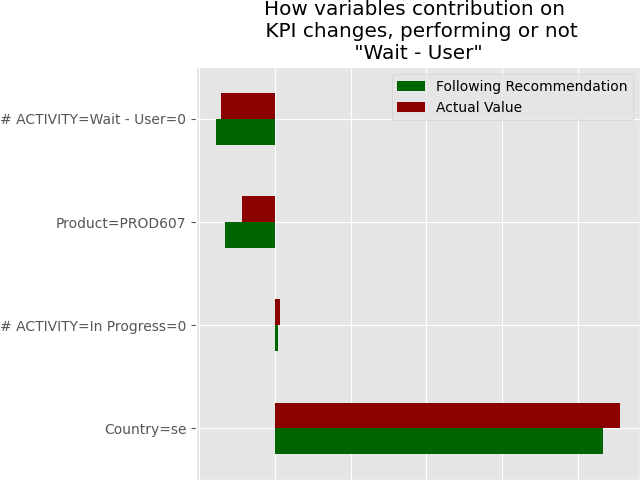 How variables contribution on
KPI changes, performing or not
"Wait - User"
Following Recommendation
Actual Value
# ACTIVITY=Wait - User=0
Product=PROD607
# ACTIVITY=In Progress=0
Country=se